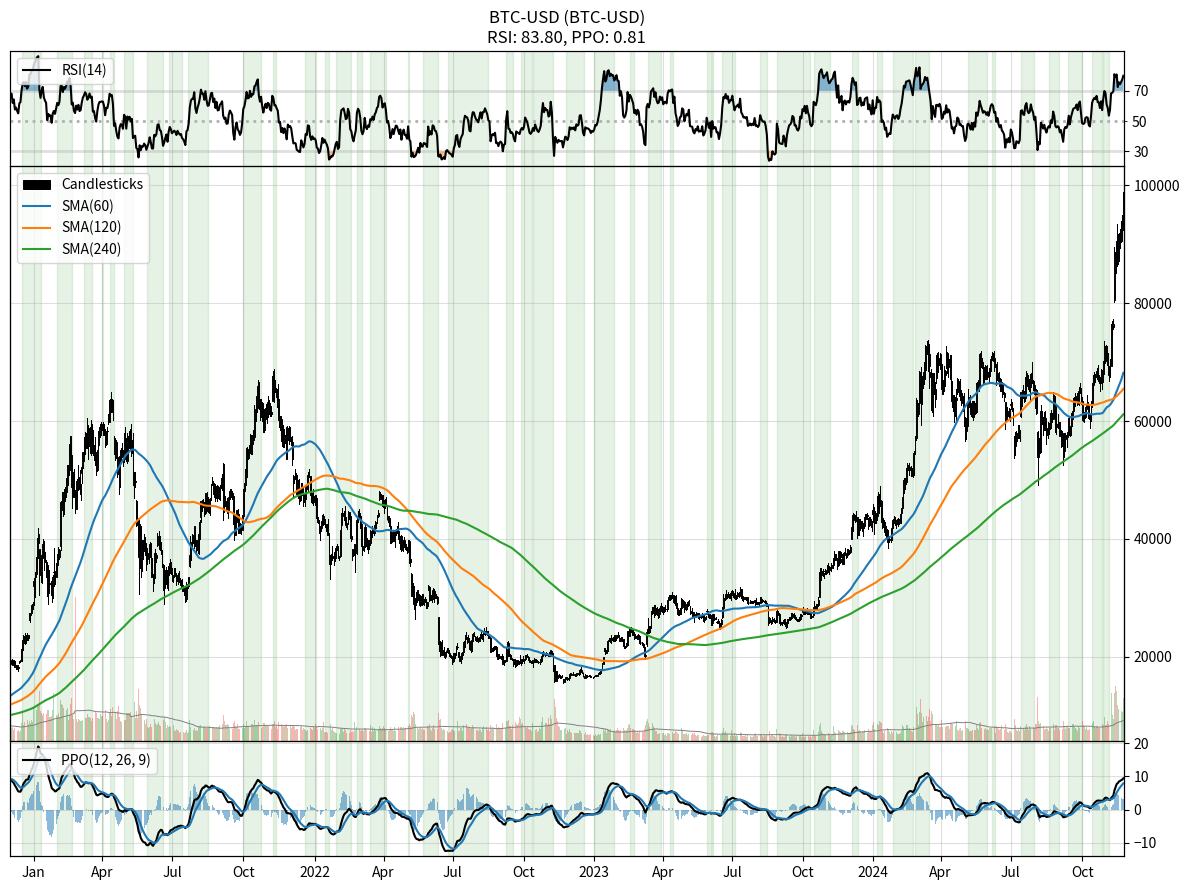 BTC-USD (BTC-USD)
RSI: 83.80, PPO: 0.81
RSI(14)
70
50
30
Candlesticks
SMA(60)
SMA(120)
SMA(240)
100000
80000
60000
40000
20000
PPO(12, 26, 9)
20
10
0
−10
Jan Apr Jul Oct 2022 Apr Jul Oct 2023 Apr Jul Oct 2024 Apr Jul Oct